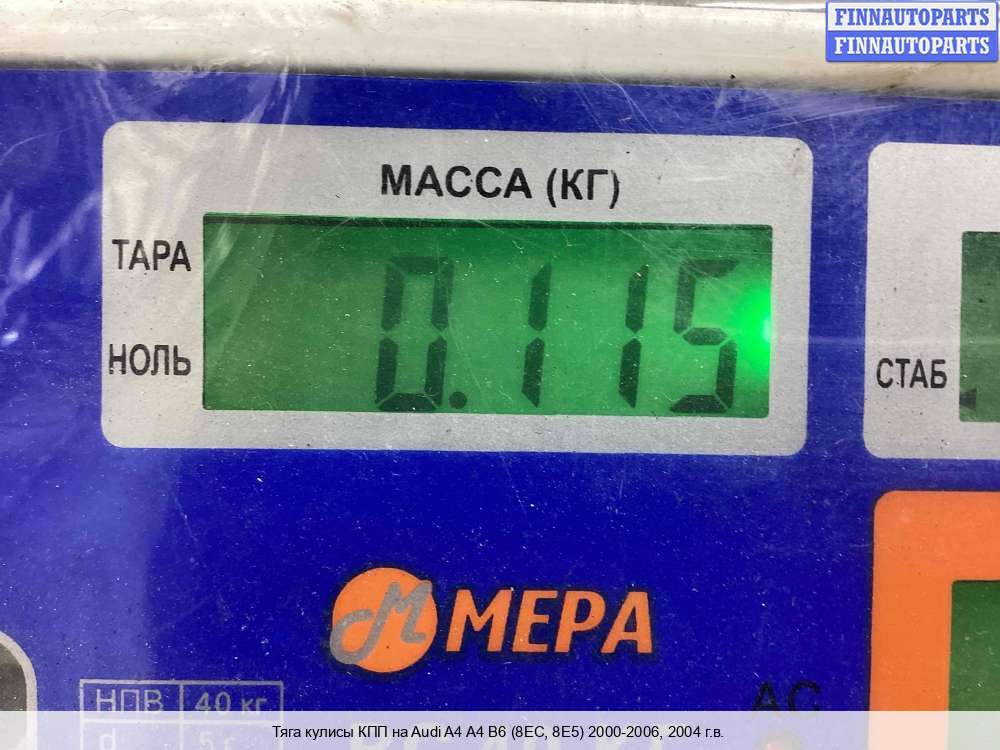 FINNAUTOPARTS
FINNAUTOPARTS
МАССА (КГ)
ТАРА
0.115
НОЛЬ
СТАБ
М МЕРА
НПВ 40 кг
d 5 г
AC
Тяга кулисы КПП на Audi A4 A4 B6 (8EC, 8E5) 2000-2006, 2004 г.в.